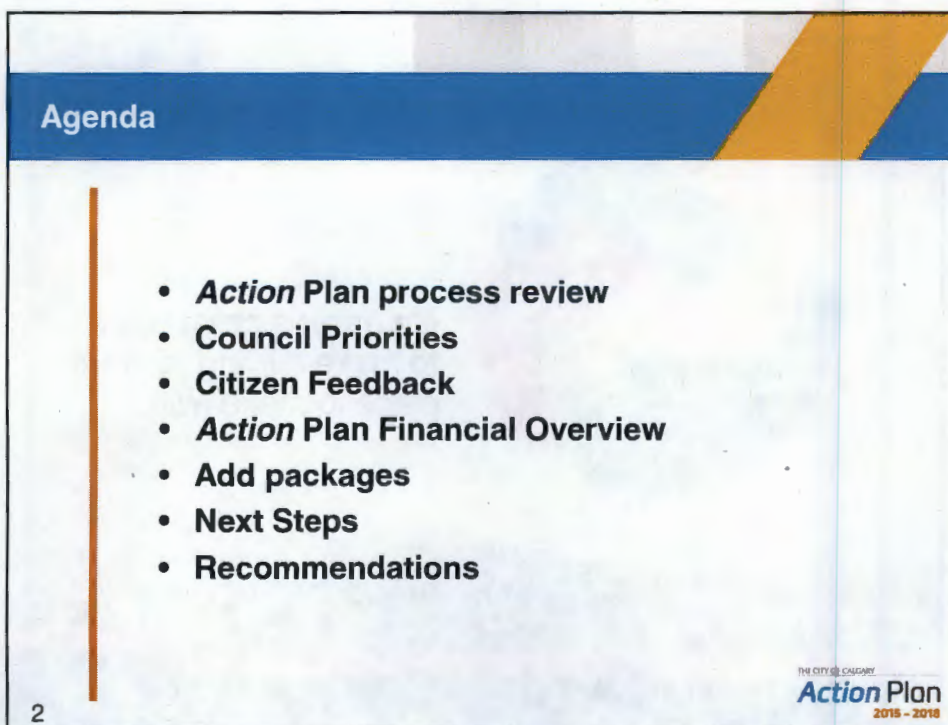 Agenda
• Action Plan process review
• Council Priorities
• Citizen Feedback
• Action Plan Financial Overview
• Add packages
• Next Steps
• Recommendations
THE CITY OF CALGARY
Action Plan
2015 – 2018
2